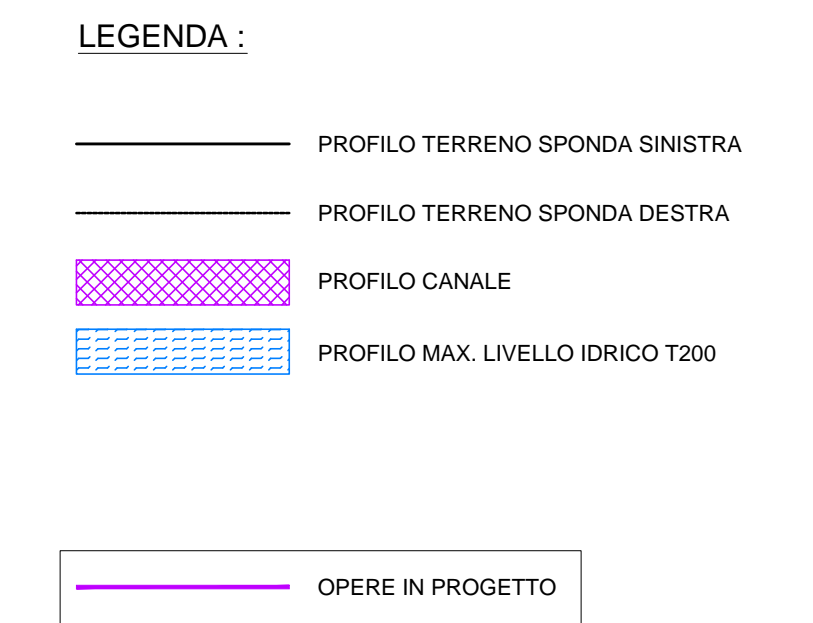 LEGENDA :
PROFILO TERRENO SPONDA SINISTRA
PROFILO TERRENO SPONDA DESTRA
PROFILO CANALE
PROFILO MAX. LIVELLO IDRICO T200
OPERE IN PROGETTO